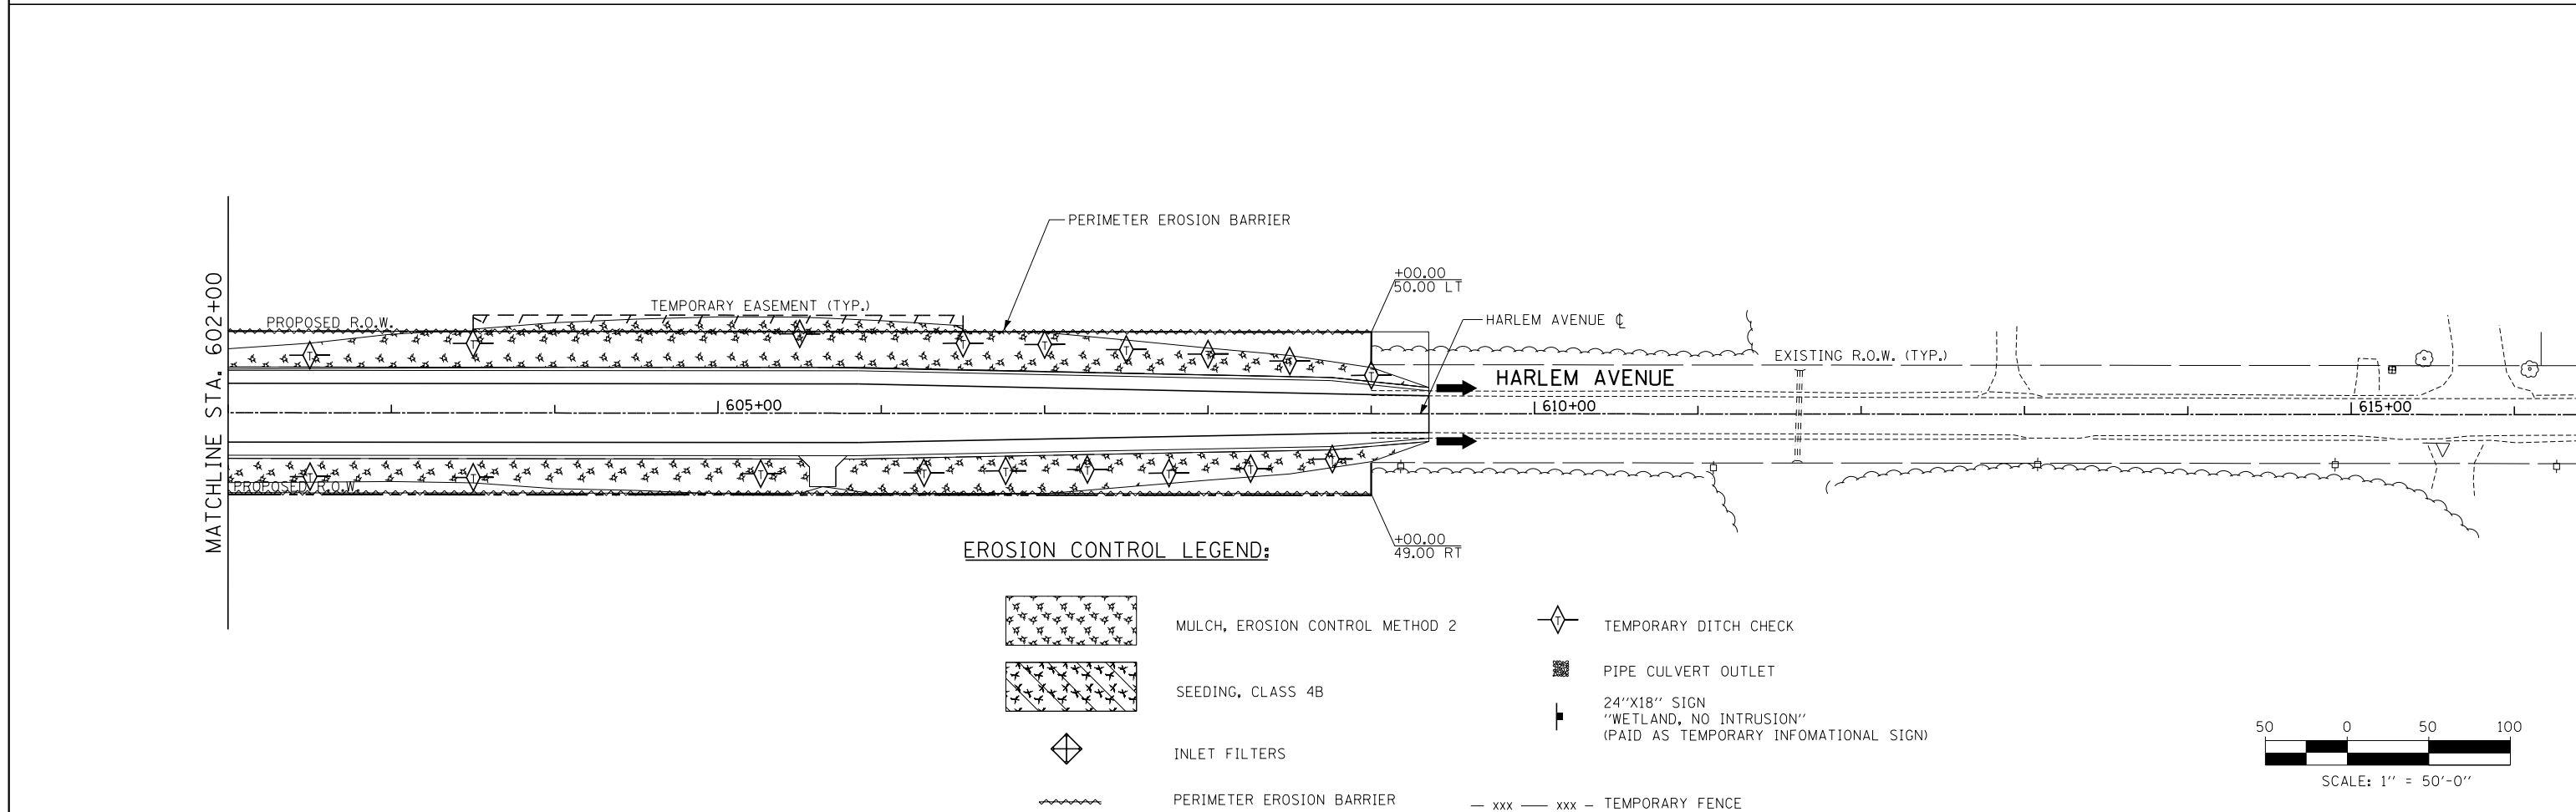 PERIMETER EROSION BARRIER
+00.00
50.00 LT
HARLEM AVENUE ℄
MATCHLINE STA. 602+00
PROPOSED R.O.W.
TEMPORARY EASEMENT (TYP.)
EXISTING R.O.W. (TYP.)
HARLEM AVENUE
605+00
610+00
615+00
PROPOSED R.O.W.
+00.00
49.00 RT
EROSION CONTROL LEGEND:
MULCH, EROSION CONTROL METHOD 2
SEEDING, CLASS 4B
INLET FILTERS
PERIMETER EROSION BARRIER
T
TEMPORARY DITCH CHECK
PIPE CULVERT OUTLET
24''X18'' SIGN
''WETLAND, NO INTRUSION''
(PAID AS TEMPORARY INFOMATIONAL SIGN)
xxx xxx TEMPORARY FENCE
50 0 50 100
SCALE: 1'' = 50'-0''